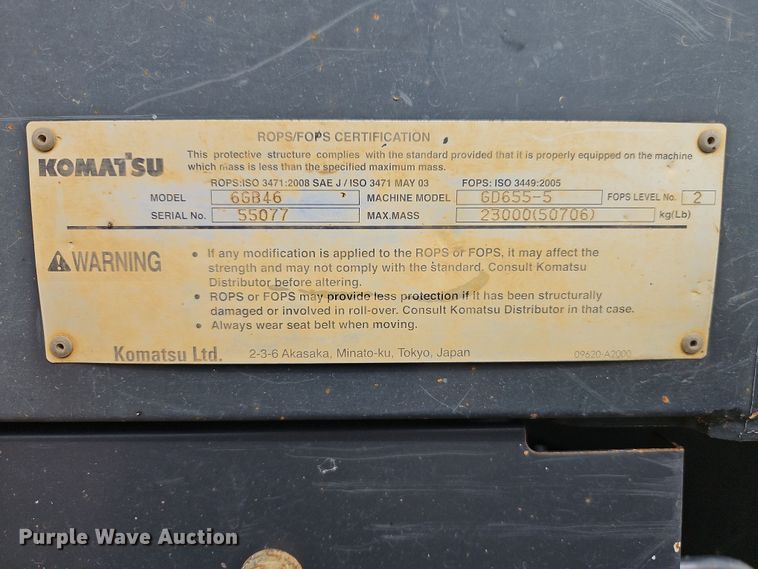 ROPS/FOPS CERTIFICATION
KOMATSU
This protective structure complies with the standard provided that it is properly equipped on the machine
which mass is less than the specified maximum mass.
ROPS:ISO 3471:2008 SAE J / ISO 3471 MAY 03 FOPS: ISO 3449:2005
MODEL 6GB46 MACHINE MODEL GD655-5 FOPS LEVEL No. 2
SERIAL No. 55077 MAX.MASS 23000(50706) kg(Lb)
WARNING
• If any modification is applied to the ROPS or FOPS, it may affect the
strength and may not comply with the standard. Consult Komatsu
Distributor before altering.
• ROPS or FOPS may provide less protection if it has been structurally
damaged or involved in roll-over. Consult Komatsu Distributor in that case.
• Always wear seat belt when moving.
Komatsu Ltd. 2-3-6 Akasaka, Minato-ku, Tokyo, Japan 09620-A2000
Purple Wave Auction